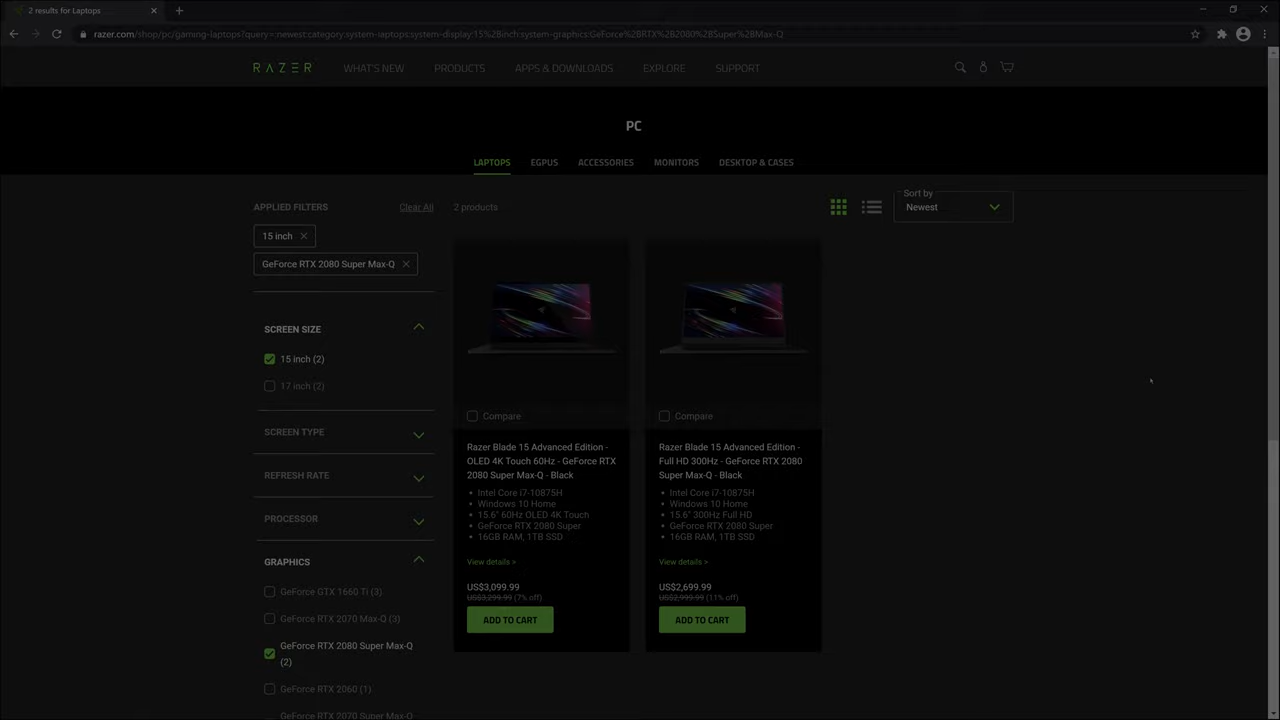 2 results for Laptops
razer.com/shop/pc/gaming-laptops?query=:newest:category:system-laptops:system-display:15%2Binch:system-graphics:GeForce%2BRTX%2B2080%2BSuper%2BMax-Q
RAZER
WHAT'S NEW
PRODUCTS
APPS & DOWNLOADS
EXPLORE
SUPPORT
PC
LAPTOPS
EGPUS
ACCESSORIES
MONITORS
DESKTOP & CASES
APPLIED FILTERS
Clear All
2 products
Sort by
Newest
15 inch
GeForce RTX 2080 Super Max-Q
SCREEN SIZE
15 inch (2)
17 inch (2)
SCREEN TYPE
REFRESH RATE
PROCESSOR
GRAPHICS
GeForce GTX 1660 Ti (3)
GeForce RTX 2070 Max-Q (3)
GeForce RTX 2080 Super Max-Q
(2)
GeForce RTX 2060 (1)
GeForce RTX 2070 Super Max-Q
Compare
Razer Blade 15 Advanced Edition -
OLED 4K Touch 60Hz - GeForce RTX
2080 Super Max-Q - Black
Intel Core i7-10875H
Windows 10 Home
15.6" 60Hz OLED 4K Touch
GeForce RTX 2080 Super
16GB RAM, 1TB SSD
View details >
US$3,099.99
US$3,299.99 (7% off)
ADD TO CART
Compare
Razer Blade 15 Advanced Edition -
Full HD 300Hz - GeForce RTX 2080
Super Max-Q - Black
Intel Core i7-10875H
Windows 10 Home
15.6" 300Hz Full HD
GeForce RTX 2080 Super
16GB RAM, 1TB SSD
View details >
US$2,699.99
US$2,999.99 (11% off)
ADD TO CART